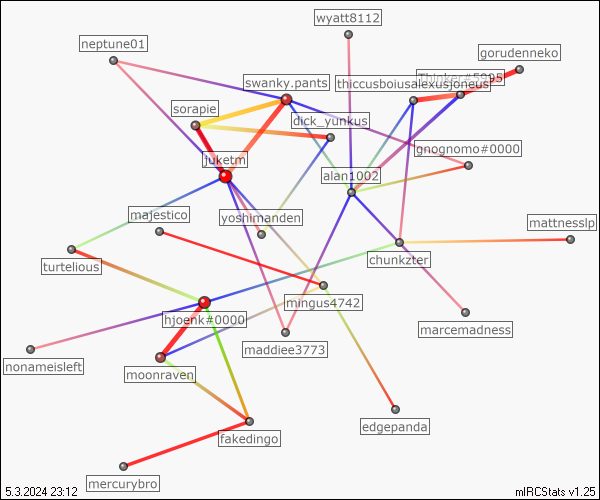 wyatt8112
neptune01
gorudenneko
Thinker#5995
swanky.pants
thiccusboiusalexusjoneus
sorapie
dick_yunkus
gnognomo#0000
juketm
alan1002
majestico
yoshimanden
mattnesslp
turtelious
chunkzter
mingus4742
hjoenk#0000
marcemadness
maddiee3773
nonameisleft
moonraven
edgepanda
fakedingo
mercurybro
5.3.2024 23:12
mIRCStats v1.25